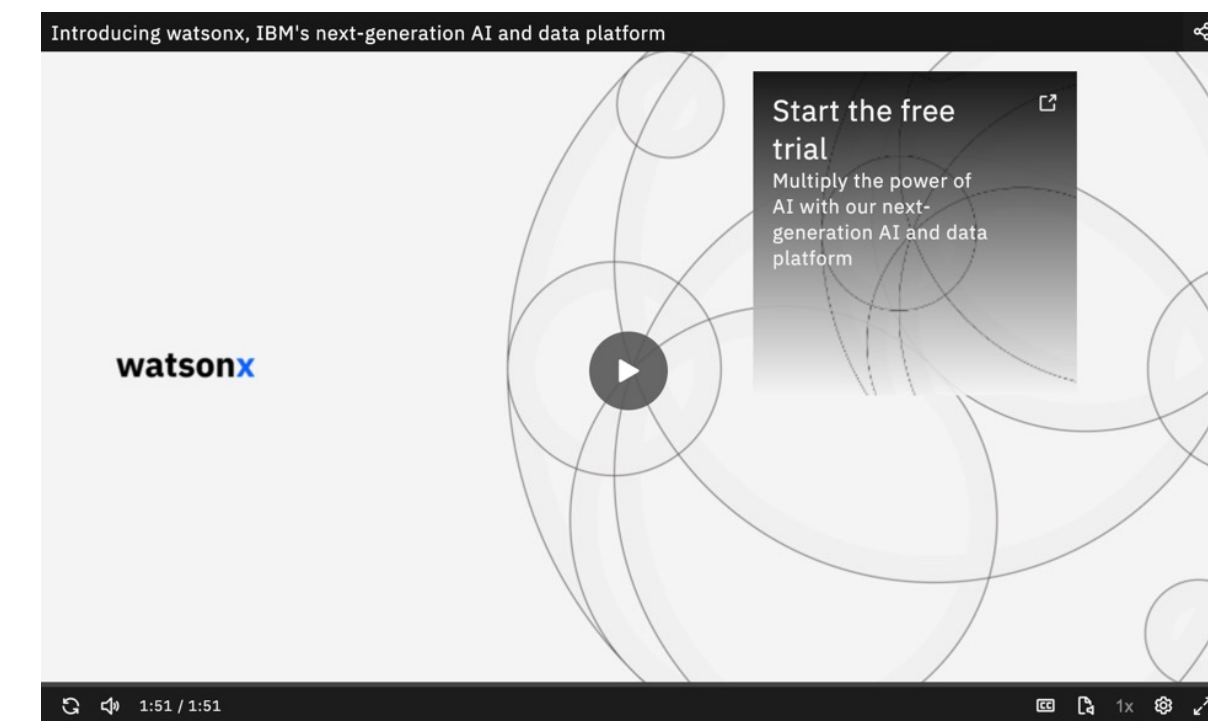 Introducing watsonx, IBM's next-generation AI and data platform
Start the free
trial
Multiply the power of
AI with our next-
generation AI and data
platform
watsonx
1:51 / 1:51
CC
1x